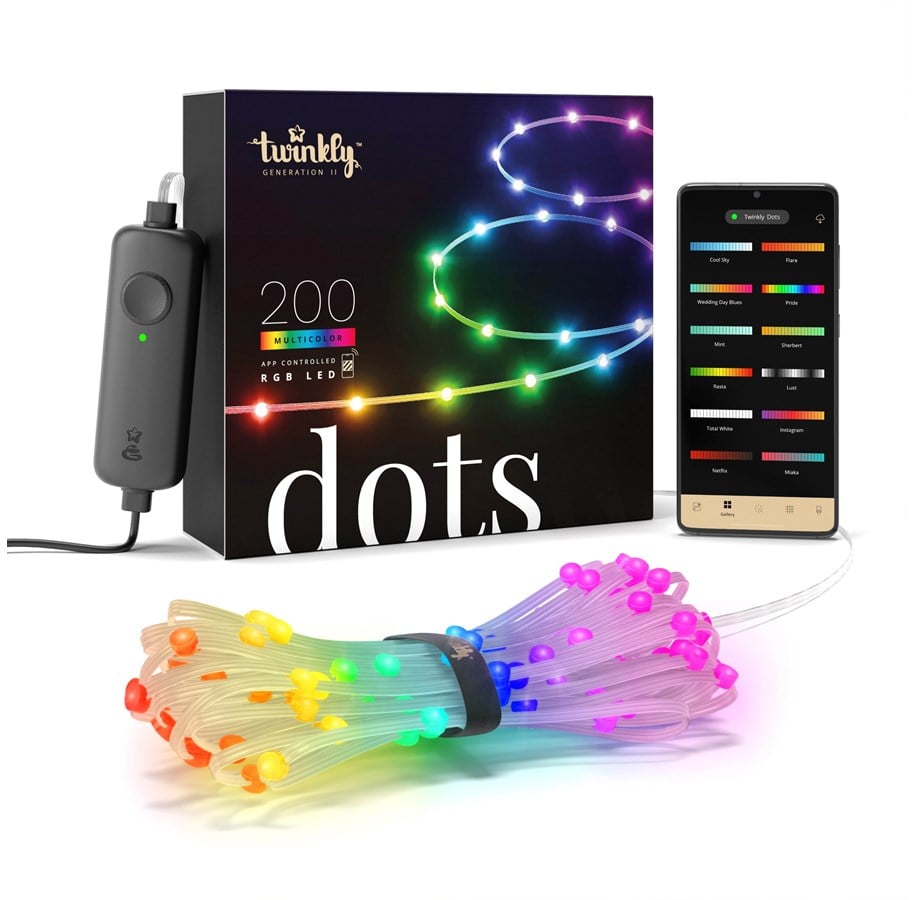 twinkly™
GENERATION II
200
MULTICOLOR
APP CONTROLLED
RGB LED
dots
Twinkly Dots
Cool Sky
Flare
Wedding Day Blues
Pride
Mint
Sherbert
Rasta
Lust
Total White
Instagram
Netflix
Miaka
Gallery